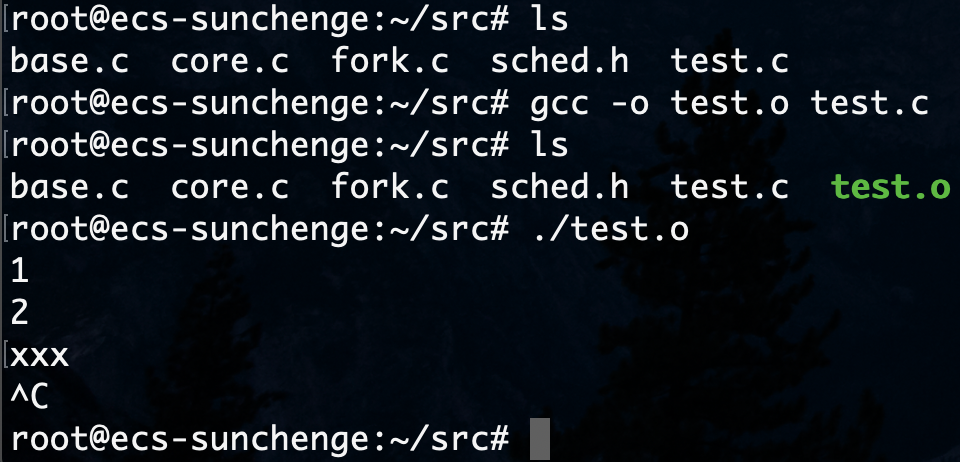 [root@ecs-sunchenge:~/src# ls
base.c  core.c  fork.c  sched.h  test.c
[root@ecs-sunchenge:~/src# gcc -o test.o test.c
[root@ecs-sunchenge:~/src# ls
base.c  core.c  fork.c  sched.h  test.c  test.o
[root@ecs-sunchenge:~/src# ./test.o
1
2
[xxx
^C
root@ecs-sunchenge:~/src#